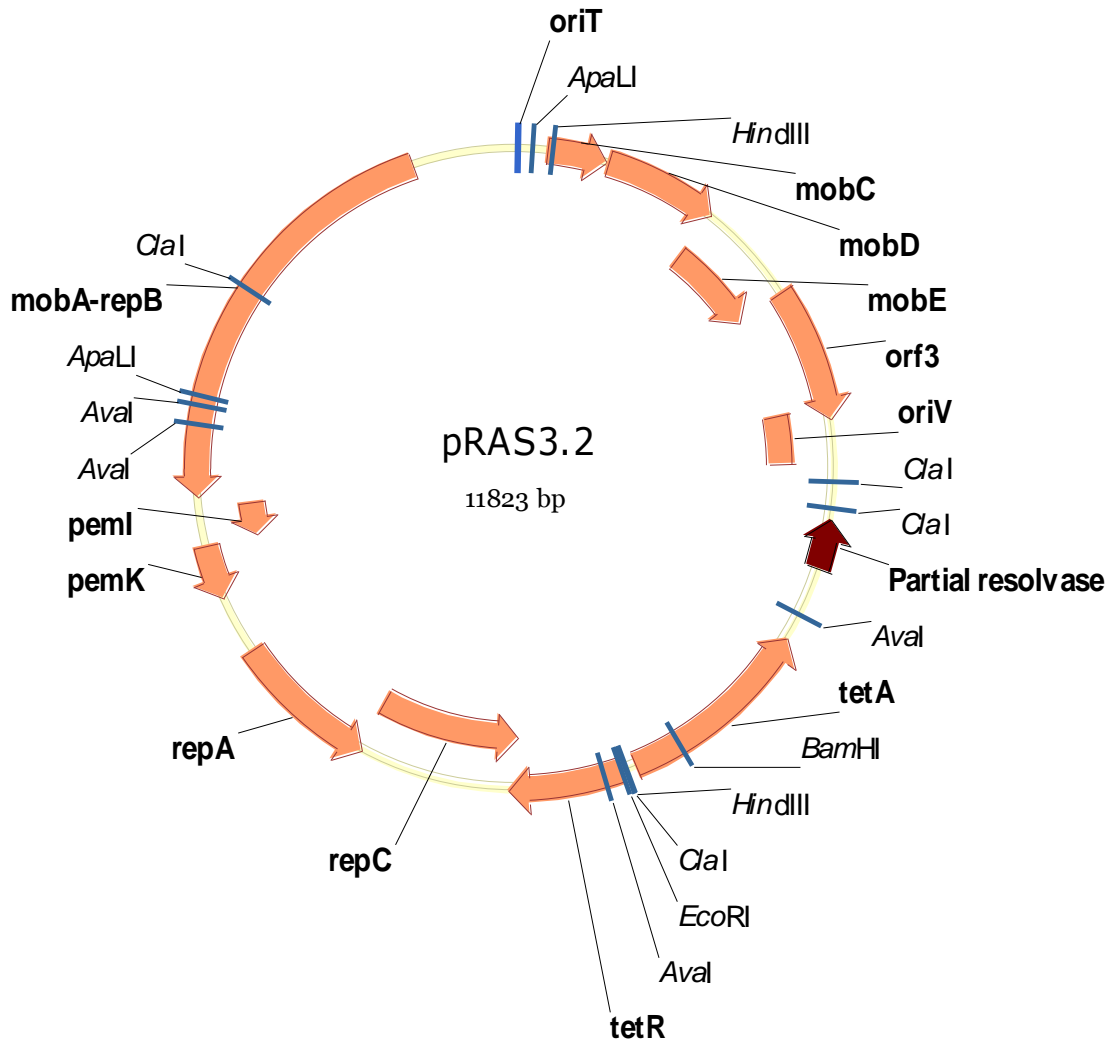 oriT
ApaLI
HindIII
mobC
mobD
mobE
orf3
oriV
ClaI
ClaI
Partial resolvase
AvaI
tetA
BamHI
HindIII
ClaI
EcoRI
AvaI
tetR
repC
repA
pemK
pemI
AvaI
AvaI
ApaLI
mobA-repB
ClaI
pRAS3.2
11823 bp